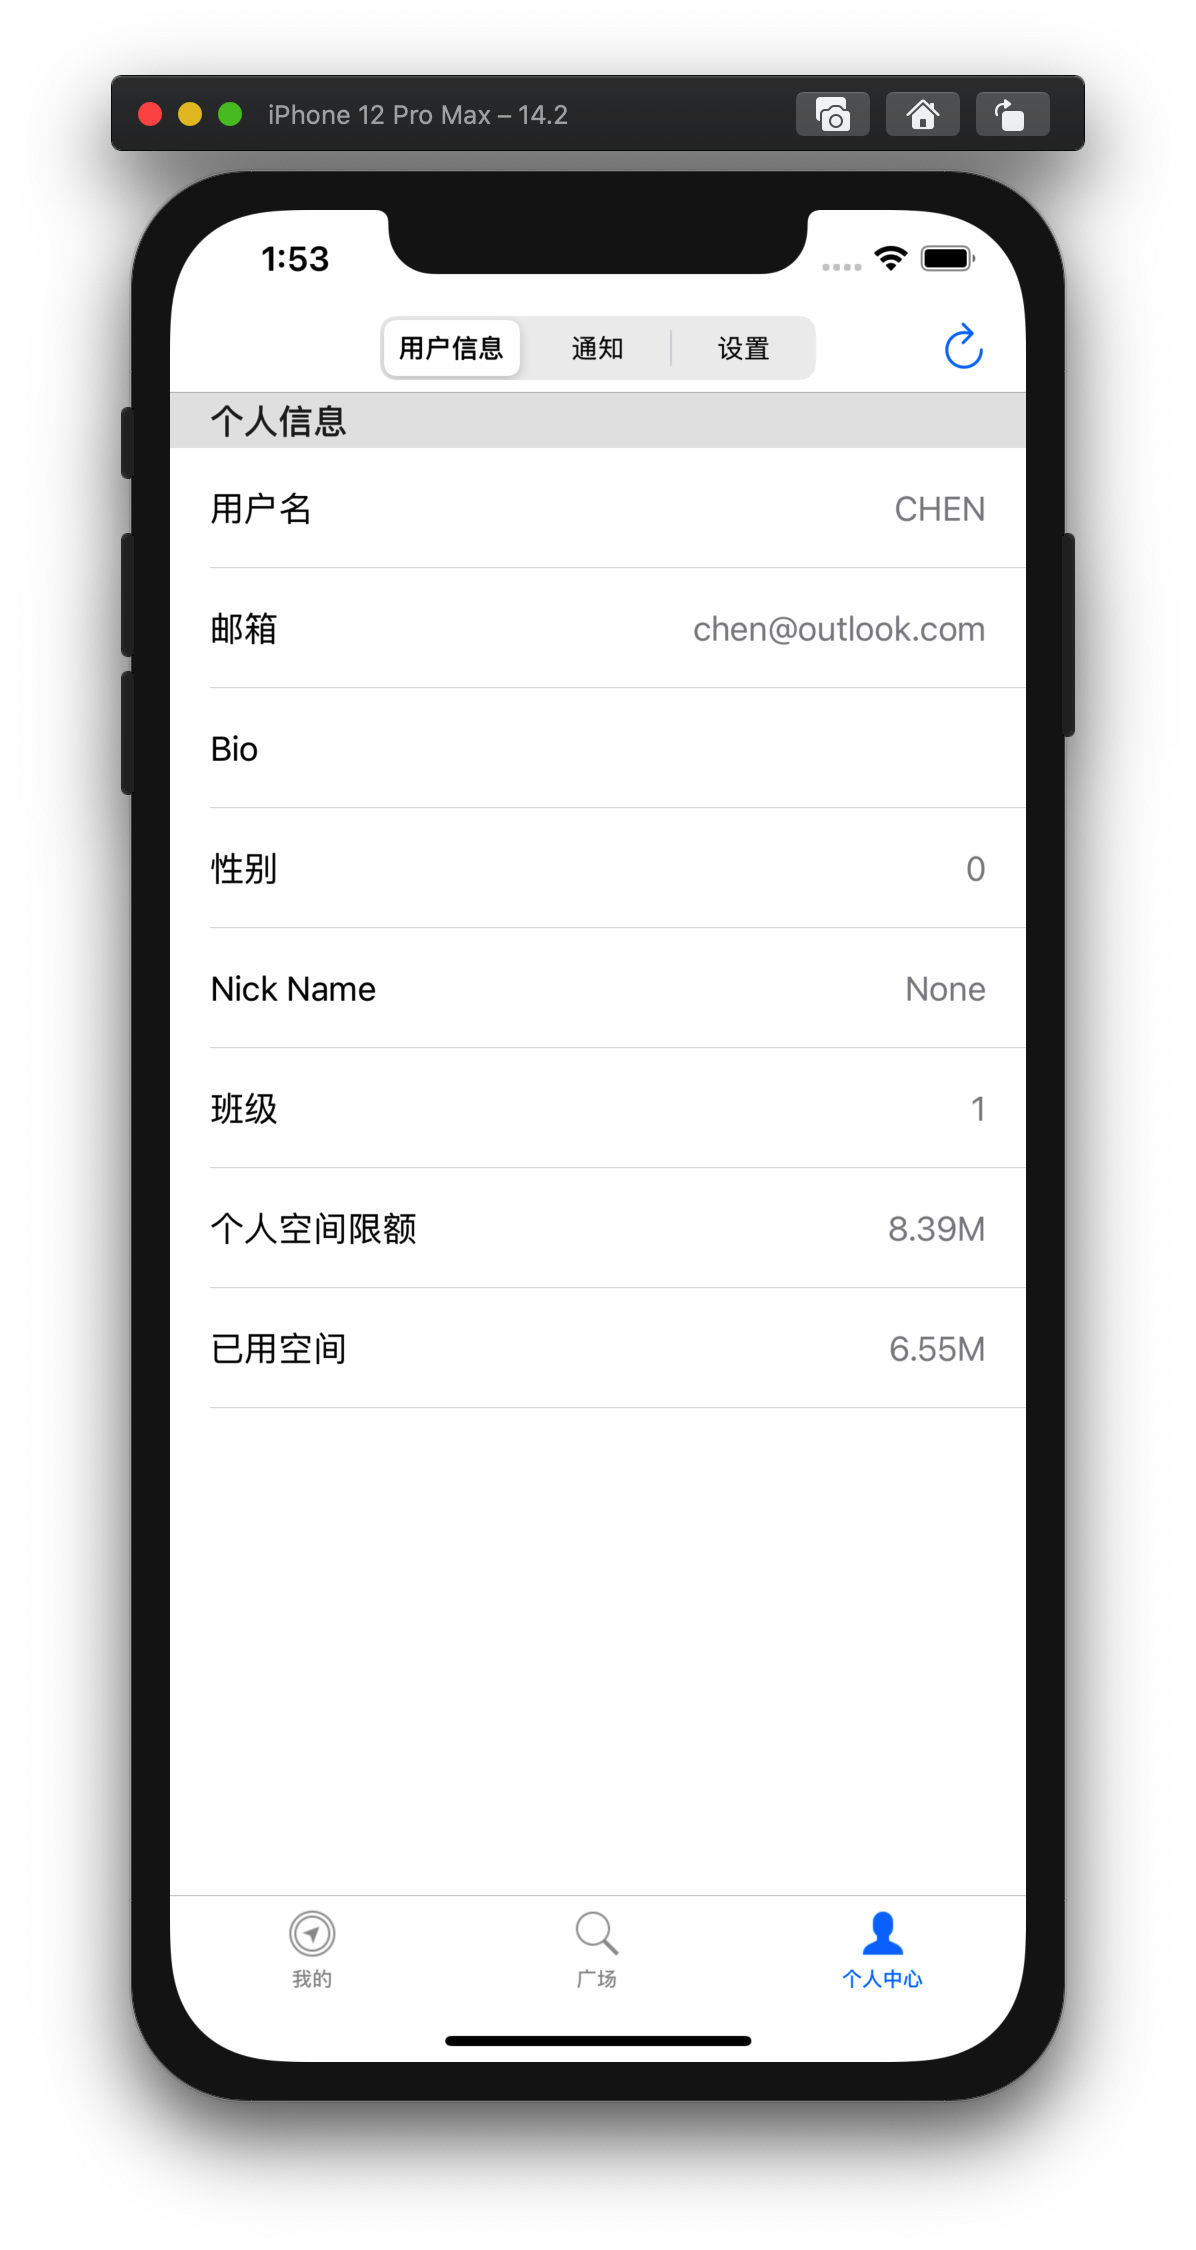 iPhone 12 Pro Max – 14.2
1:53
用户信息 通知 设置
个人信息
用户名 CHEN
邮箱 chen@outlook.com
Bio
性别 0
Nick Name None
班级 1
个人空间限额 8.39M
已用空间 6.55M
我的 广场 个人中心